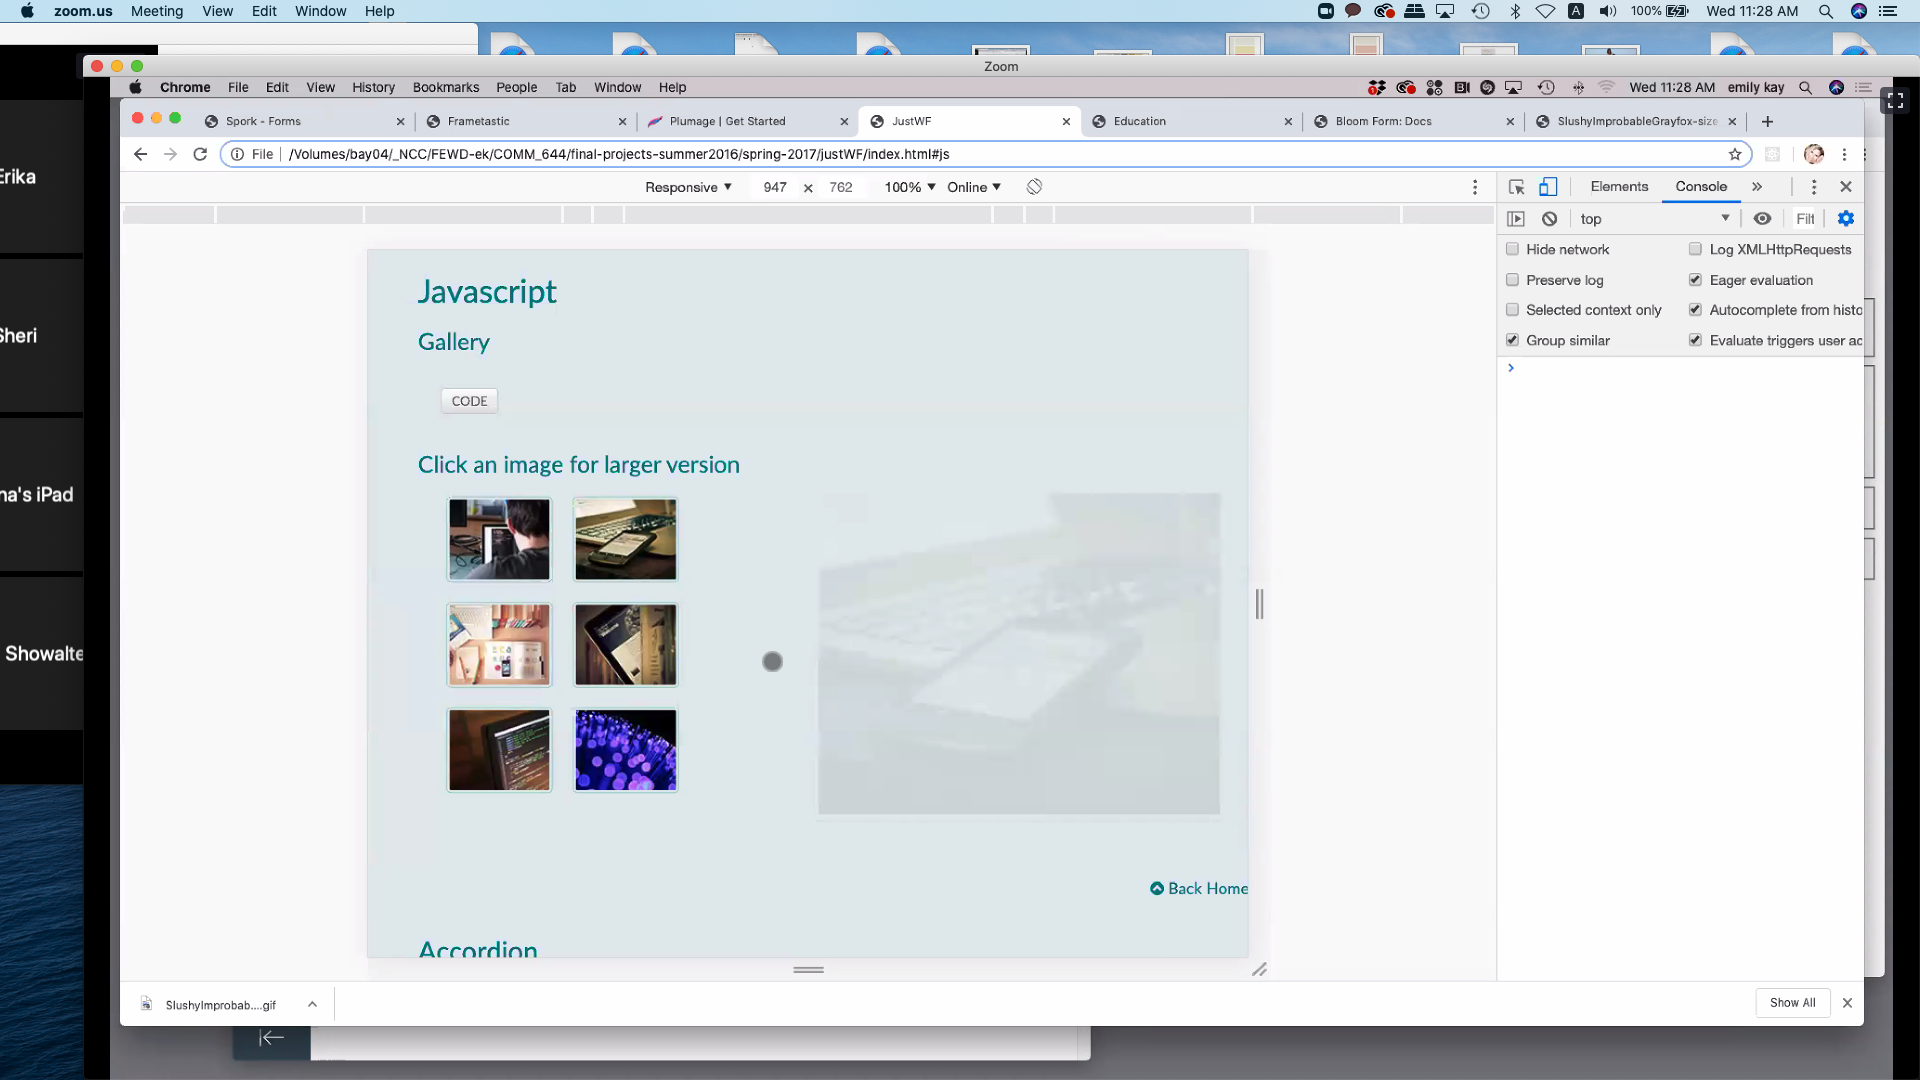 zoom.us Meeting View Edit Window Help
100% Wed 11:28 AM
Zoom
Chrome File Edit View History Bookmarks People Tab Window Help
Wed 11:28 AM emily kay
Spork - Forms
Frametastic
Plumage | Get Started
JustWF
Education
Bloom Form: Docs
SlushyImprobableGrayfox-size
File /Volumes/bay04/_NCC/FEWD-ek/COMM_644/final-projects-summer2016/spring-2017/justWF/index.html#js
Responsive 947 x 762 100% Online
Elements Console »
top Filt
Hide network
Log XMLHttpRequests
Preserve log
Eager evaluation
Selected context only
Autocomplete from histo
Group similar
Evaluate triggers user ac
Erika
Sheri
na's iPad
Showalte
Javascript
Gallery
CODE
Click an image for larger version
Back Home
Accordion
SlushyImprobab....gif
Show All